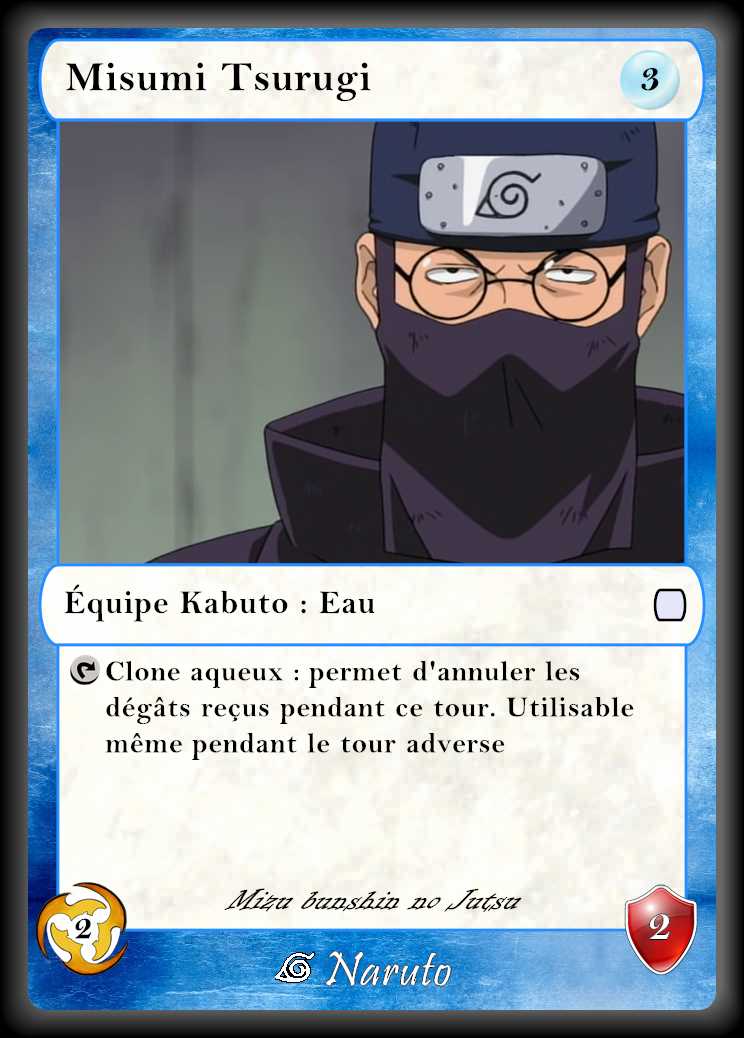 Misumi Tsurugi
3
Équipe Kabuto : Eau
Clone aqueux : permet d'annuler les
dégâts reçus pendant ce tour. Utilisable
même pendant le tour adverse
Mizu bunshin no Jutsu
2
2
Naruto